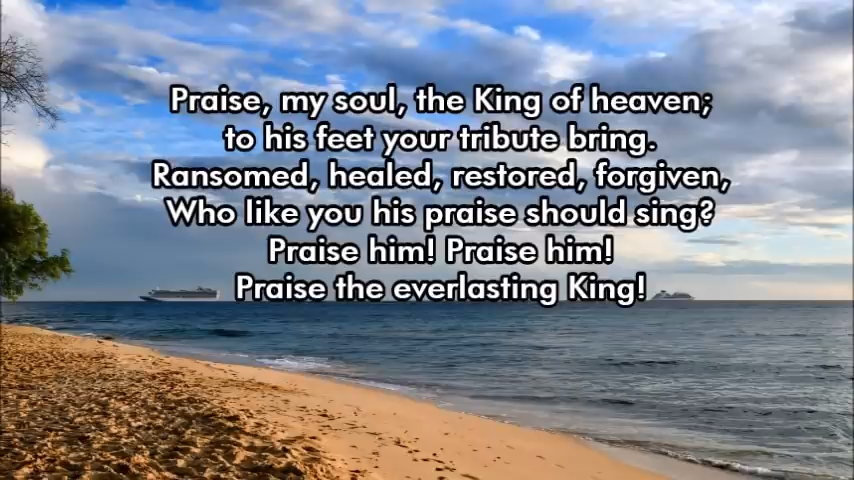 Praise, my soul, the King of heaven;
to his feet your tribute bring.
Ransomed, healed, restored, forgiven,
Who like you his praise should sing?
Praise him! Praise him!
Praise the everlasting King!